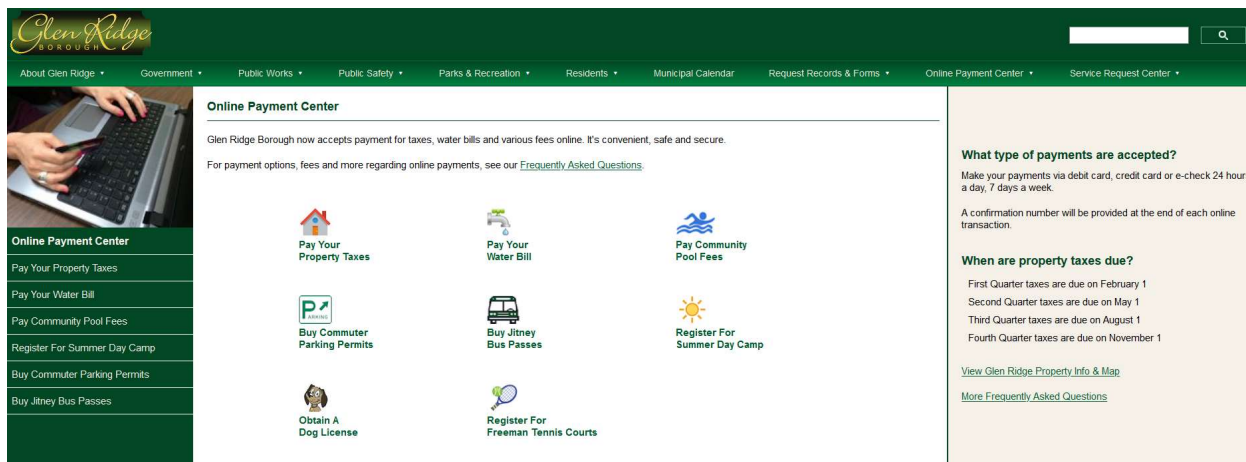 Glen Ridge
BOROUGH
About Glen Ridge
Government
Public Works
Public Safety
Parks & Recreation
Residents
Municipal Calendar
Request Records & Forms
Online Payment Center
Service Request Center
Online Payment Center
Pay Your Property Taxes
Pay Your Water Bill
Pay Community Pool Fees
Register For Summer Day Camp
Buy Commuter Parking Permits
Buy Jitney Bus Passes
Online Payment Center
Glen Ridge Borough now accepts payment for taxes, water bills and various fees online. It's convenient, safe and secure.
For payment options, fees and more regarding online payments, see our Frequently Asked Questions.
Pay Your
Property Taxes
Pay Your
Water Bill
Pay Community
Pool Fees
P
ARKING
Buy Commuter
Parking Permits
Buy Jitney
Bus Passes
Register For
Summer Day Camp
Obtain A
Dog License
Register For
Freeman Tennis Courts
What type of payments are accepted?
Make your payments via debit card, credit card or e-check 24 hour
a day, 7 days a week.
A confirmation number will be provided at the end of each online
transaction.
When are property taxes due?
First Quarter taxes are due on February 1
Second Quarter taxes are due on May 1
Third Quarter taxes are due on August 1
Fourth Quarter taxes are due on November 1
View Glen Ridge Property Info & Map
More Frequently Asked Questions